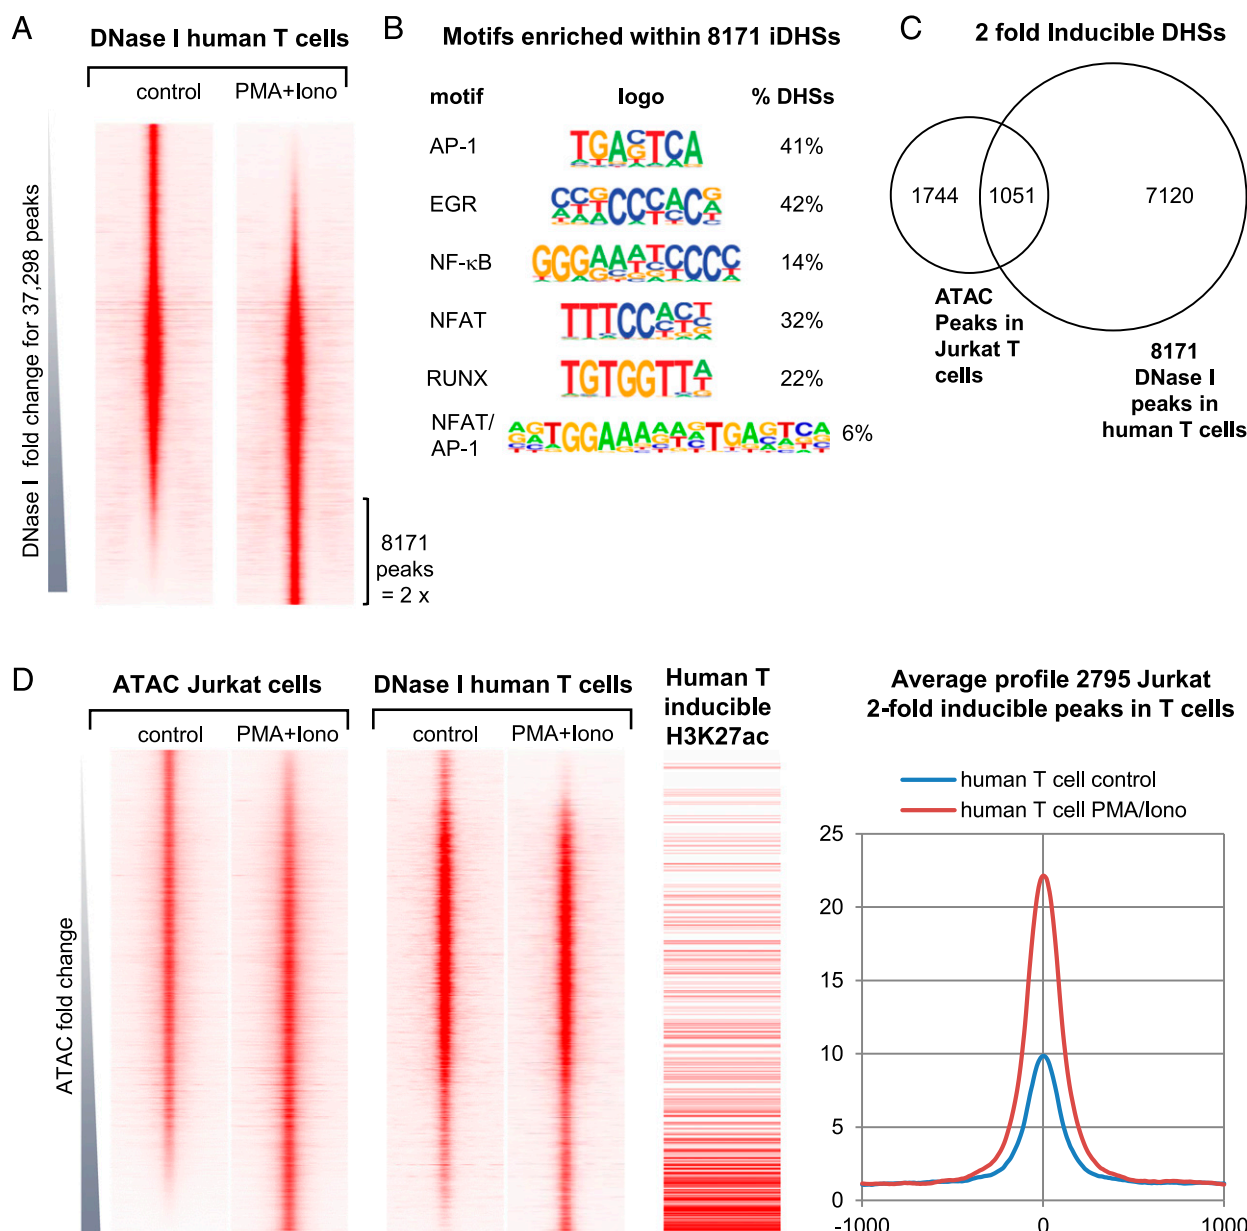 A
DNase I human T cells
control
PMA+Iono
DNase I fold change for 37,298 peaks
8171
peaks
= 2 x
B
Motifs enriched within 8171 iDHSs
motif
logo
% DHSs
AP-1
TGASTCA
41%
EGR
42%
NF-κB
14%
NFAT
32%
RUNX
22%
NFAT/
AP-1
6%
C
2 fold Inducible DHSs
1744
1051
7120
ATAC
Peaks in
Jurkat T
cells
8171
DNase I
peaks in
human T cells
D
ATAC Jurkat cells
control
PMA+Iono
ATAC fold change
DNase I human T cells
control
PMA+Iono
Human T
inducible
H3K27ac
Average profile 2795 Jurkat
2-fold inducible peaks in T cells
human T cell control
human T cell PMA/Iono
25
20
15
10
5
0
-1000
0
1000